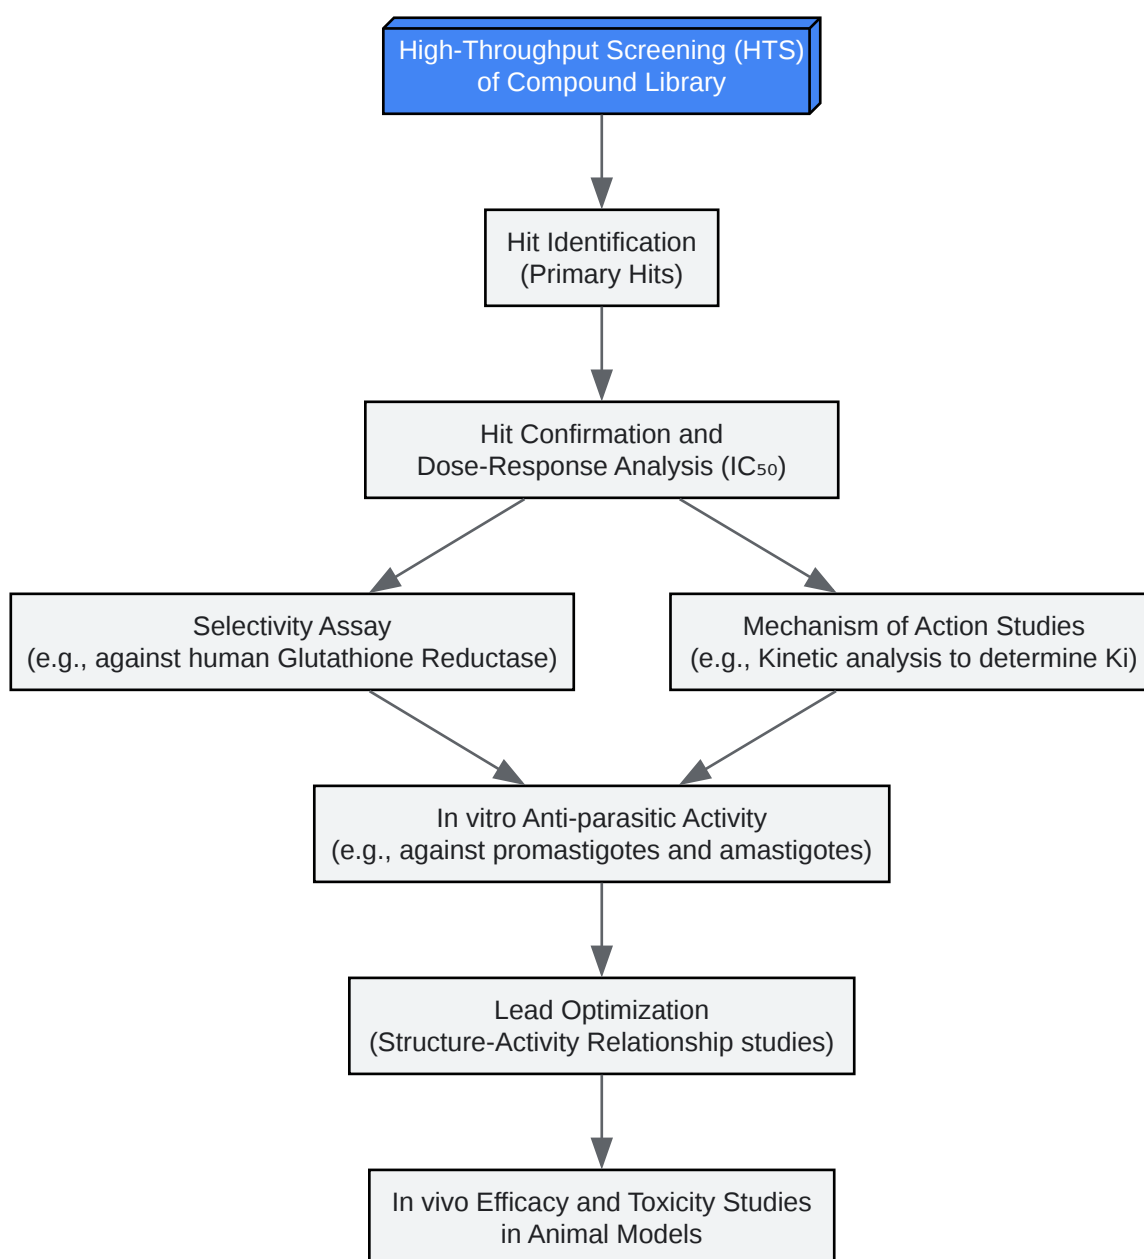 High-Throughput Screening (HTS)
of Compound Library
Hit Identification
(Primary Hits)
Hit Confirmation and
Dose-Response Analysis (IC₅₀)
Selectivity Assay
(e.g., against human Glutathione Reductase)
Mechanism of Action Studies
(e.g., Kinetic analysis to determine Ki)
In vitro Anti-parasitic Activity
(e.g., against promastigotes and amastigotes)
Lead Optimization
(Structure-Activity Relationship studies)
In vivo Efficacy and Toxicity Studies
in Animal Models